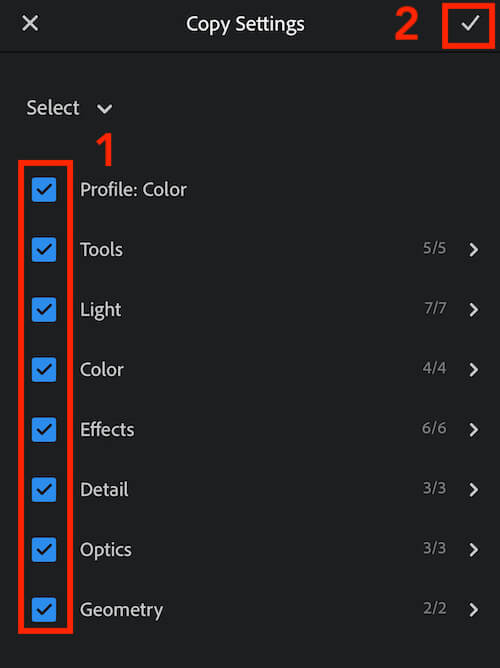 Copy Settings 2
Select
1
Profile: Color
Tools 5/5
Light 7/7
Color 4/4
Effects 6/6
Detail 3/3
Optics 3/3
Geometry 2/2